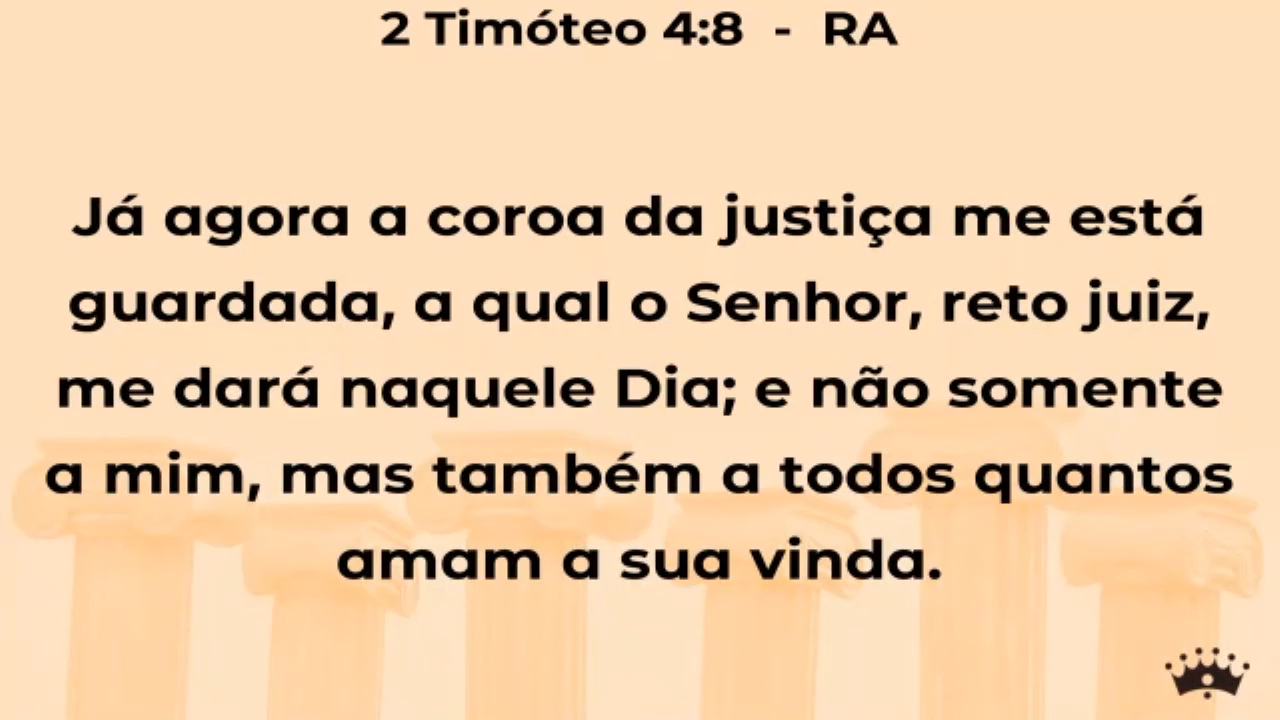 2 Timóteo 4:8 - RA
Já agora a coroa da justiça me está
guardada, a qual o Senhor, reto juiz,
me dará naquele Dia; e não somente
a mim, mas também a todos quantos
amam a sua vinda.